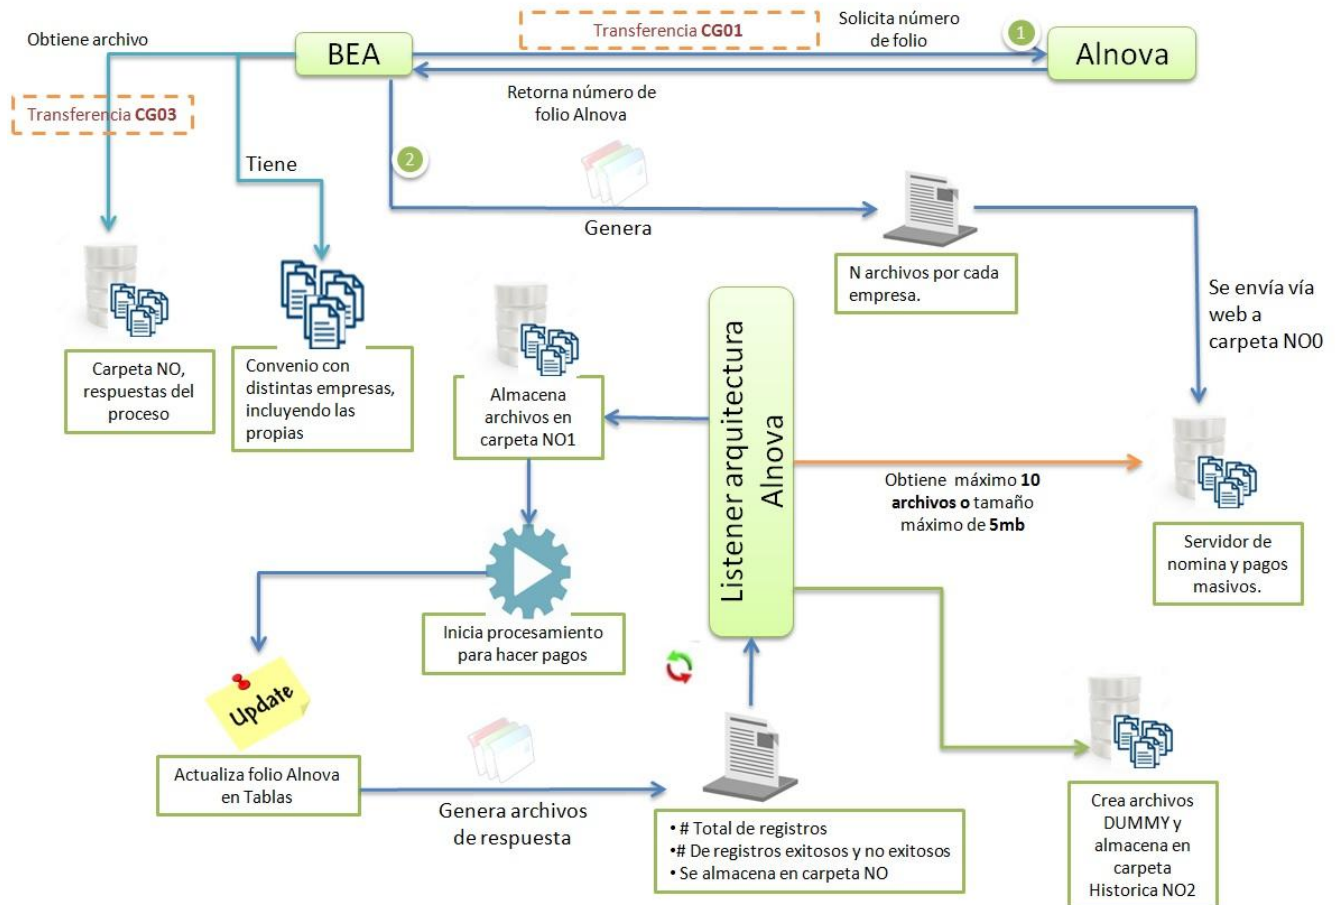 Obtiene archivo
BEA
Transferencia CG01
Solicita número
de folio
1
Alnova
Retorna número de
folio Alnova
Transferencia CG03
2
Tiene
Genera
N archivos por cada
empresa.
Se envía vía
web a
carpeta NO0
Carpeta NO,
respuestas del
proceso
Convenio con
distintas empresas,
incluyendo las
propias
Almacena
archivos en
carpeta NO1
Listener arquitectura
Alnova
Obtiene máximo 10
archivos o tamaño
máximo de 5mb
Servidor de
nomina y pagos
masivos.
Inicia procesamiento
para hacer pagos
Update
Actualiza folio Alnova
en Tablas
Genera archivos
de respuesta
• # Total de registros
• # De registros exitosos y no exitosos
• Se almacena en carpeta NO
Crea archivos
DUMMY y
almacena en
carpeta
Historica NO2